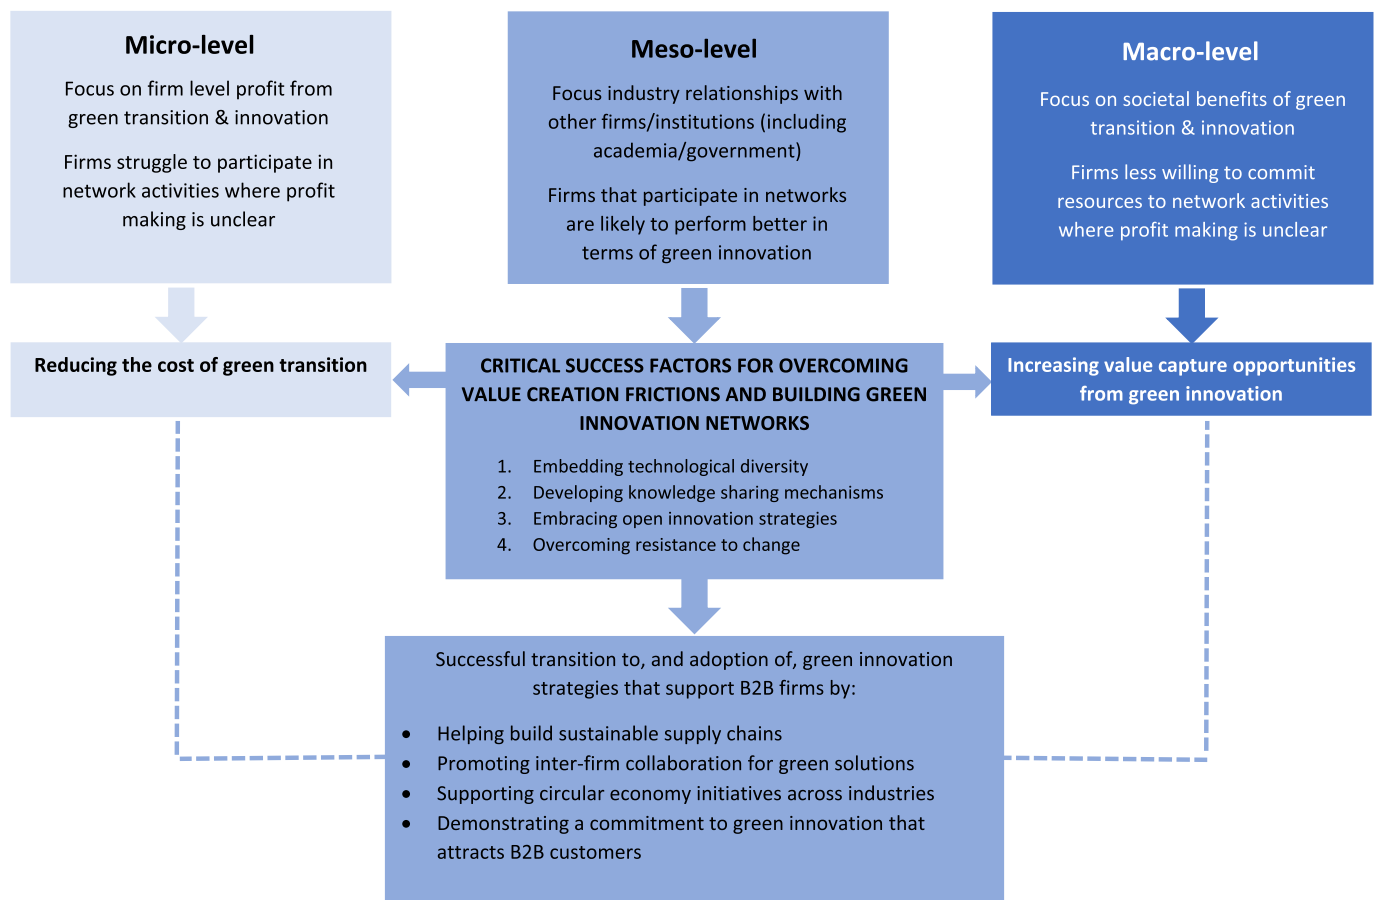 Micro-level
Focus on firm level profit from
green transition & innovation
Firms struggle to participate in
network activities where profit
making is unclear
Meso-level
Focus industry relationships with
other firms/institutions (including
academia/government)
Firms that participate in networks
are likely to perform better in
terms of green innovation
Macro-level
Focus on societal benefits of green
transition & innovation
Firms less willing to commit
resources to network activities
where profit making is unclear
Reducing the cost of green transition
CRITICAL SUCCESS FACTORS FOR OVERCOMING
VALUE CREATION FRICTIONS AND BUILDING GREEN
INNOVATION NETWORKS
1. Embedding technological diversity
2. Developing knowledge sharing mechanisms
3. Embracing open innovation strategies
4. Overcoming resistance to change
Increasing value capture opportunities
from green innovation
Successful transition to, and adoption of, green innovation
strategies that support B2B firms by:
• Helping build sustainable supply chains
• Promoting inter-firm collaboration for green solutions
• Supporting circular economy initiatives across industries
• Demonstrating a commitment to green innovation that
attracts B2B customers